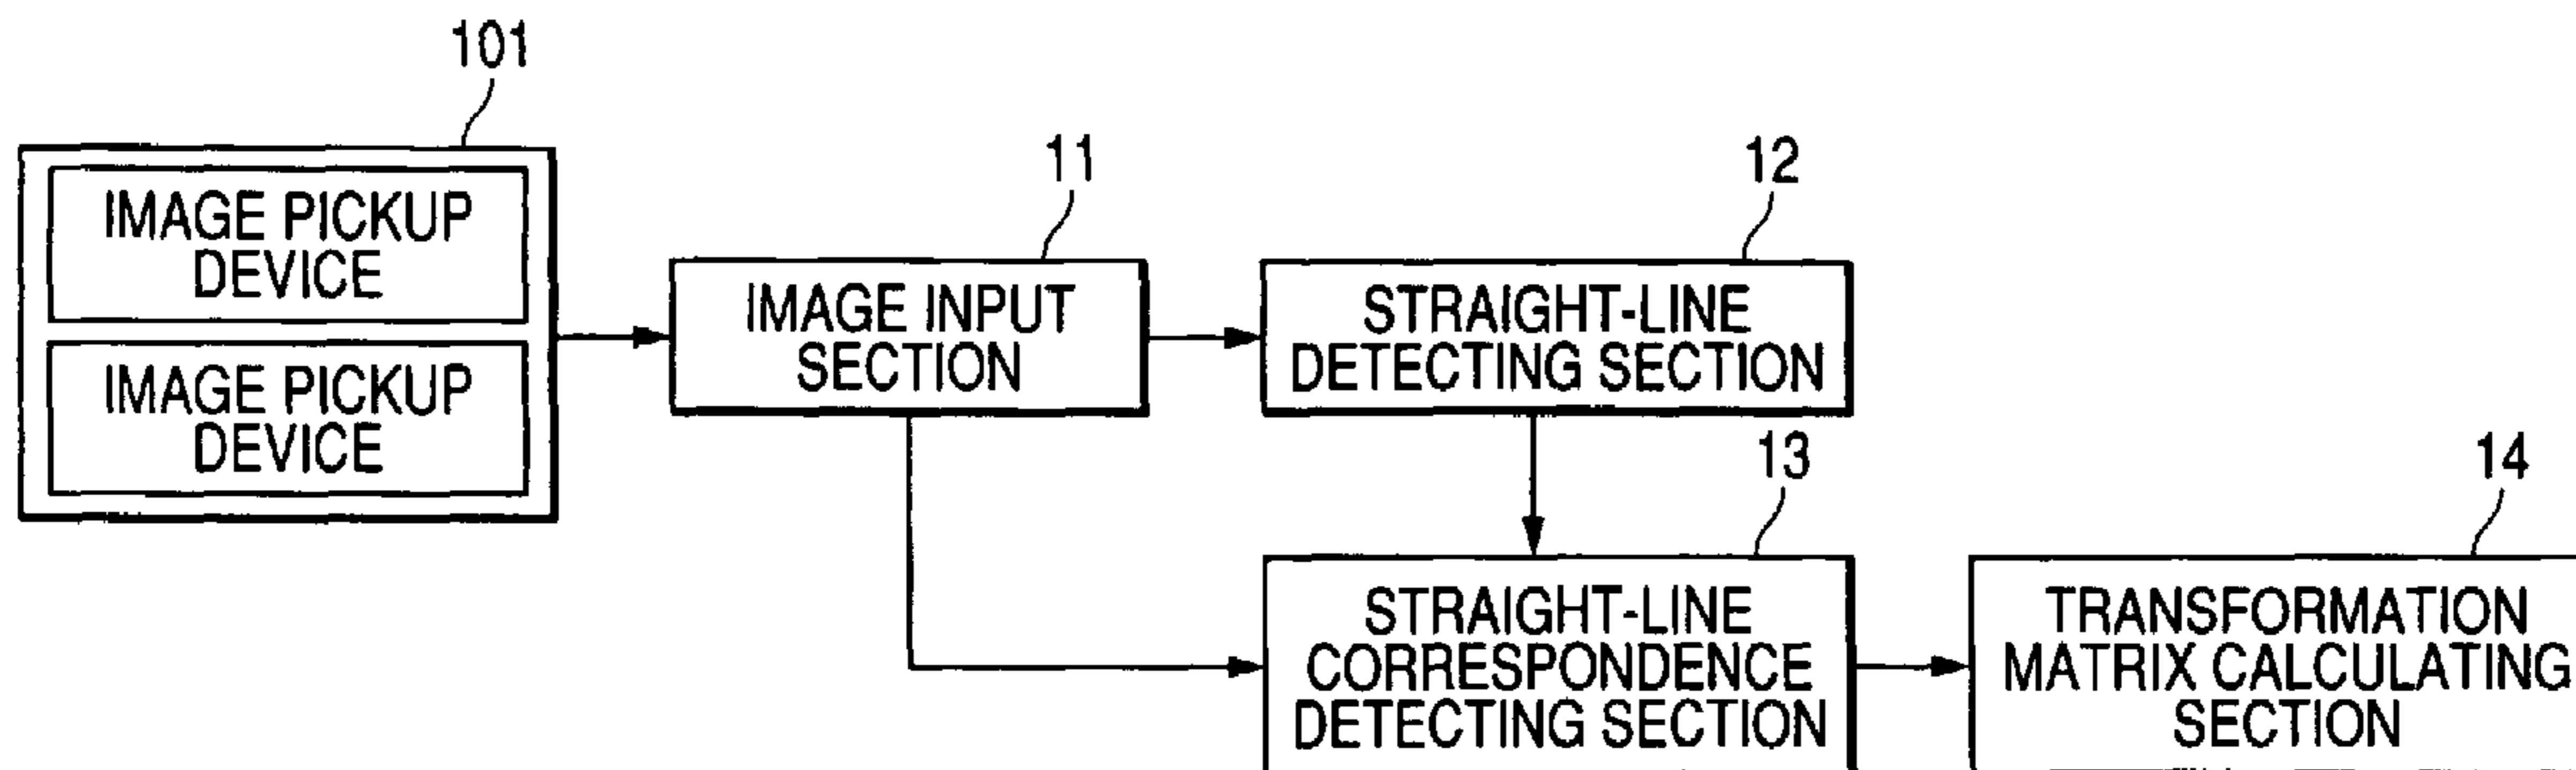 101
IMAGE PICKUP
DEVICE
IMAGE PICKUP
DEVICE
11
IMAGE INPUT
SECTION
12
STRAIGHT-LINE
DETECTING SECTION
13
STRAIGHT-LINE
CORRESPONDENCE
DETECTING SECTION
14
TRANSFORMATION
MATRIX CALCULATING
SECTION